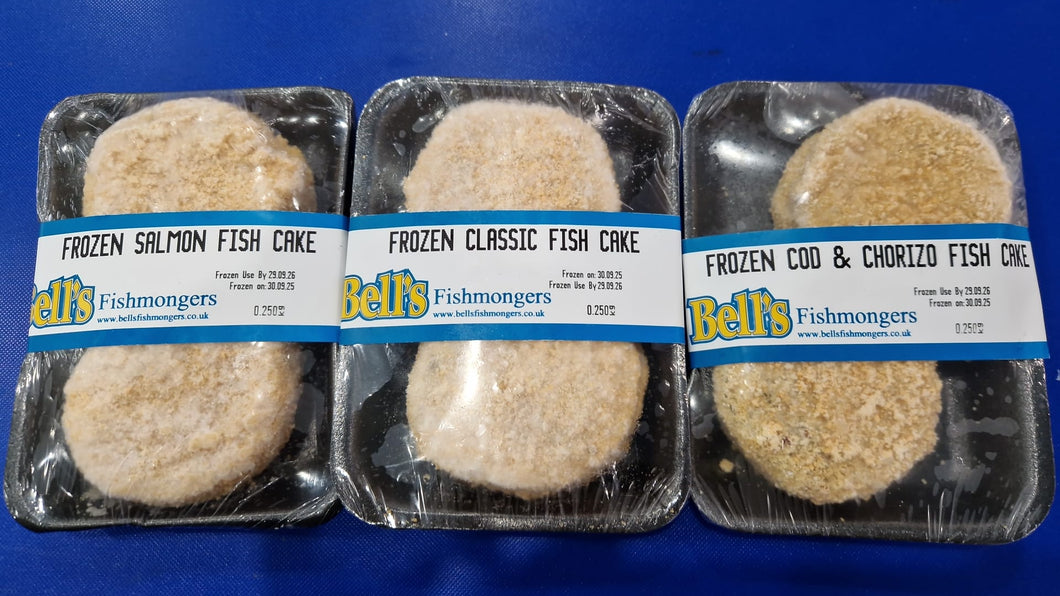 FROZEN SALMON FISH CAKE
Frozen Use By 29.09.26
Frozen on: 30.09.25
Bell's Fishmongers
www.bellsfishmongers.co.uk
0.250
FROZEN CLASSIC FISH CAKE
Frozen on: 30.09.25
Frozen Use By 29.09.26
Bell's Fishmongers
www.bellsfishmongers.co.uk
0.250
FROZEN COD & CHORIZO FISH CAKE
Frozen Use By 29.09.26
Frozen on: 30.09.25
Bell's Fishmongers
www.bellsfishmongers.co.uk
0.250